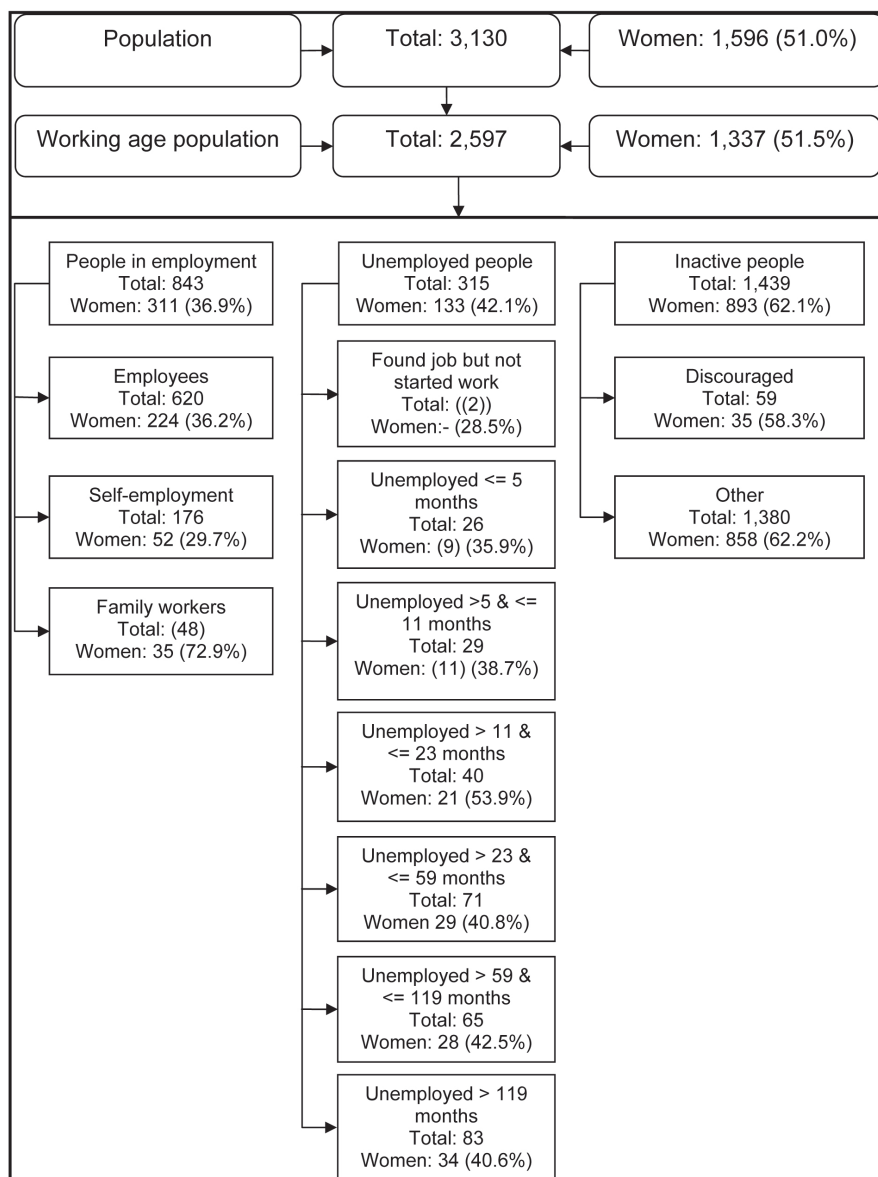 Population
Total: 3,130
Women: 1,596 (51.0%)
Working age population
Total: 2,597
Women: 1,337 (51.5%)
People in employment
Total: 843
Women: 311 (36.9%)
Employees
Total: 620
Women: 224 (36.2%)
Self-employment
Total: 176
Women: 52 (29.7%)
Family workers
Total: (48)
Women: 35 (72.9%)
Unemployed people
Total: 315
Women: 133 (42.1%)
Found job but not
started work
Total: ((2))
Women:- (28.5%)
Unemployed <= 5
months
Total: 26
Women: (9) (35.9%)
Unemployed >5 & <=
11 months
Total: 29
Women: (11) (38.7%)
Unemployed > 11 &
<= 23 months
Total: 40
Women: 21 (53.9%)
Unemployed > 23 &
<= 59 months
Total: 71
Women 29 (40.8%)
Unemployed > 59 &
<= 119 months
Total: 65
Women: 28 (42.5%)
Unemployed > 119
months
Total: 83
Women: 34 (40.6%)
Inactive people
Total: 1,439
Women: 893 (62.1%)
Discouraged
Total: 59
Women: 35 (58.3%)
Other
Total: 1,380
Women: 858 (62.2%)